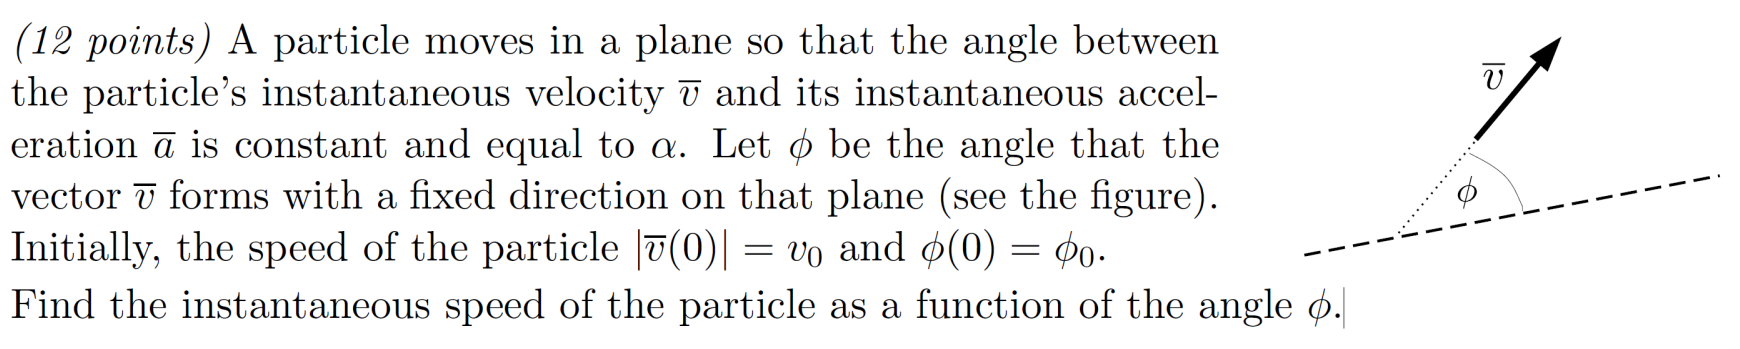 (12 points) A particle moves in a plane so that the angle between
the particle's instantaneous velocity v̅ and its instantaneous accel-
eration a̅ is constant and equal to α. Let ϕ be the angle that the
vector v̅ forms with a fixed direction on that plane (see the figure).
Initially, the speed of the particle |v̅(0)| = v₀ and ϕ(0) = ϕ₀.
Find the instantaneous speed of the particle as a function of the angle ϕ.
v̅
ϕ